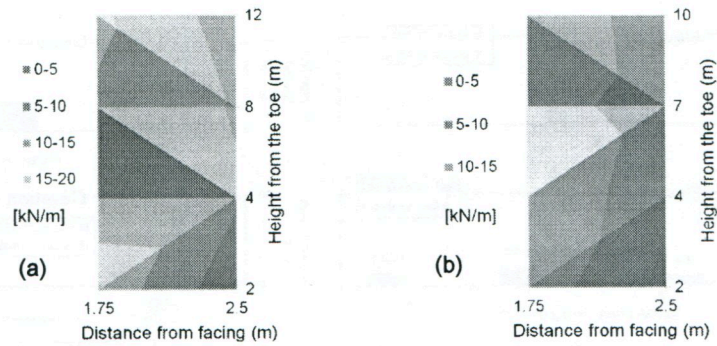 12
0-5
5-10
10-15
15-20
[kN/m]
8
4
2
Height from the toe (m)
(a)
1.75
2.5
Distance from facing (m)
10
0-5
5-10
10-15
[kN/m]
7
4
2
Height from the toe (m)
(b)
1.75
2.5
Distance from facing (m)